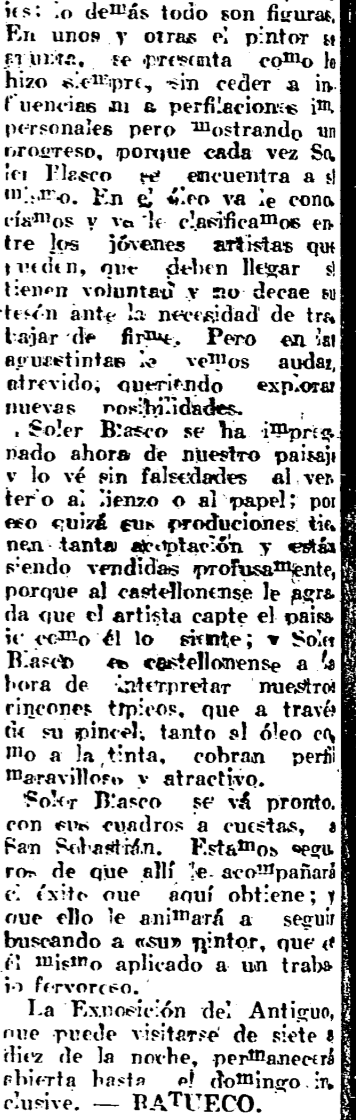 ies; lo demás todo son figuras,
En unos y otras el pintor se
apunta, se presenta como lo
hizo siempre, sin ceder a in
fluencias ni a perfilaciones im
personales pero mostrando un
progreso, porque cada vez So
ler Blasco se encuentra a sí
mismo. En el óleo ya le cono
cíamos y ya le clasificamos en
tre los jóvenes artistas que
pueden, que deben llegar si
tienen voluntad y no decae su
tesón ante la necesidad de tra
bajar de firme. Pero en las
aguastintas le vemos audaz,
atrevido; queriendo explorar
nuevas posibilidades.
Soler Blasco se ha impreg
nado ahora de nuestro paisaje
y lo vé sin falsedades al ver
terlo al lienzo o al papel; por
eso quizá sus produciones tie
nen tanta aceptación y están
siendo vendidas profusamente,
porque al castellonense le agra
da que el artista capte el paisa
je como él lo siente; y Soler
Blasco es castellonense a la
hora de interpretar nuestros
rincones típicos, que a través
de su pincel, tanto al óleo co
mo a la tinta, cobran perfil
maravilloso y atractivo.
Soler Blasco se vá pronto,
con sus cuadros a cuestas, a
San Sebastián. Estamos segu
ros de que allí le acompañará
el éxito que aquí obtiene; y
que ello le animará a seguir
buscando a «su» pintor, que es
él mismo aplicado a un traba
jo fervoroso.
La Exposición del Antiguo,
que puede visitarse de siete a
diez de la noche, permanecerá
abierta hasta el domingo in
clusive. — BATUECO.